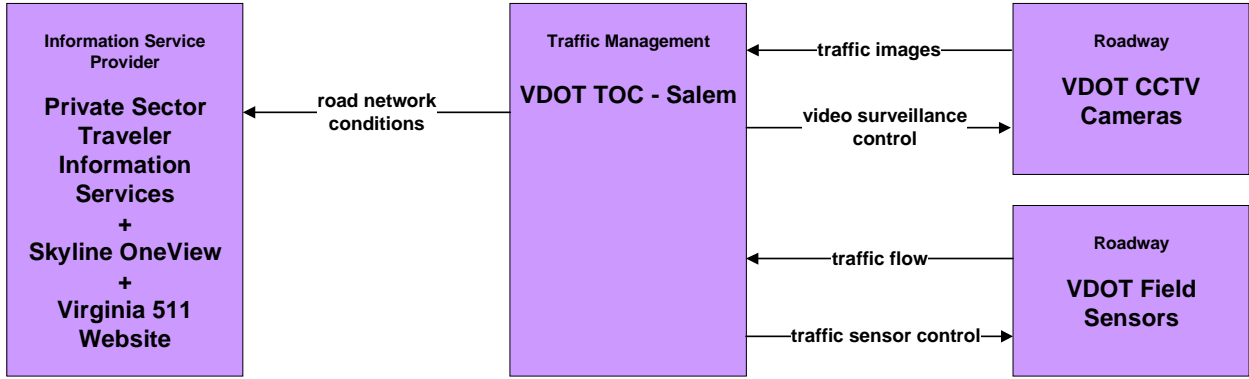 Information Service
Provider
Private Sector
Traveler
Information
Services
+
Skyline OneView
+
Virginia 511
Website
road network
conditions
Traffic Management
VDOT TOC - Salem
traffic images
video surveillance
control
traffic flow
traffic sensor control
Roadway
VDOT CCTV
Cameras
Roadway
VDOT Field
Sensors